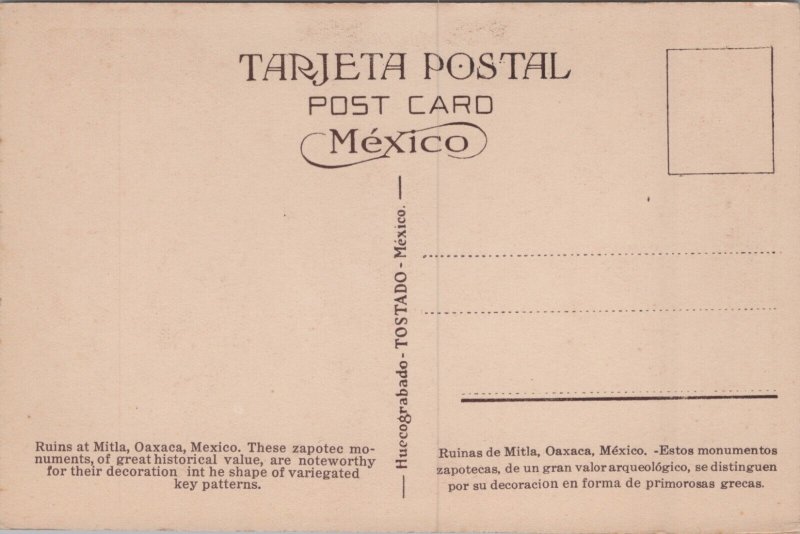 TARJETA POSTAL
POST CARD
México
Huecograbado - TOSTADO - México.
Ruins at Mitla, Oaxaca, Mexico. These zapotec mo-
numents, of great historical value, are noteworthy
for their decoration int he shape of variegated
key patterns.
Ruinas de Mitla, Oaxaca, México. -Estos monumentos
zapotecas, de un gran valor arqueológico, se distinguen
por su decoracion en forma de primorosas grecas.